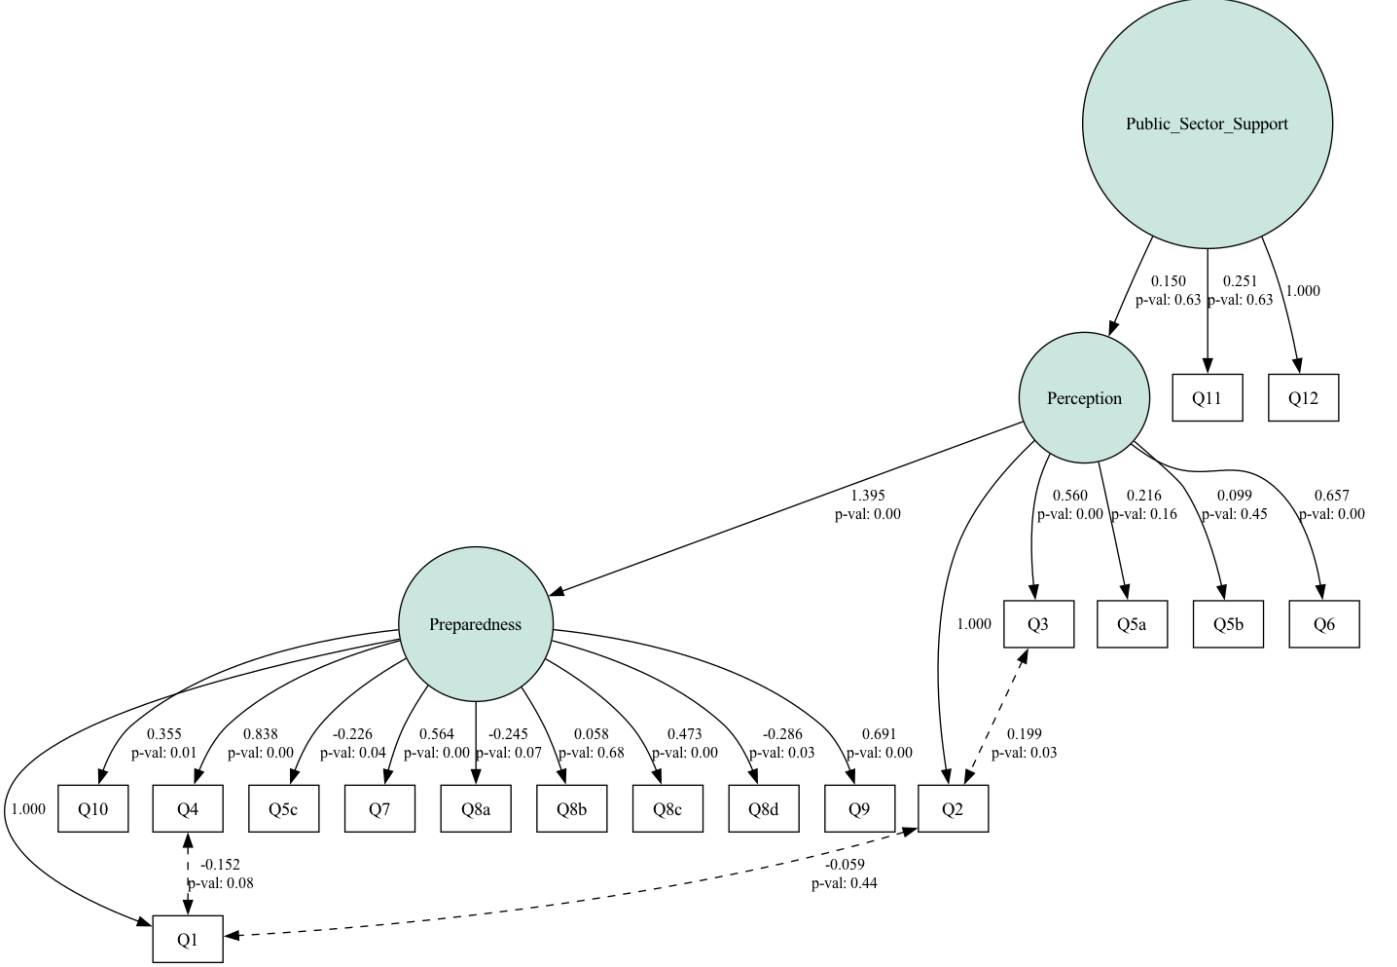 Public_Sector_Support
0.150
p-val: 0.63
0.251
p-val: 0.63
1.000
Perception
Q11
Q12
1.395
p-val: 0.00
0.560
p-val: 0.00
0.216
p-val: 0.16
0.099
p-val: 0.45
0.657
p-val: 0.00
Preparedness
1.000
Q3
Q5a
Q5b
Q6
0.355
p-val: 0.01
0.838
p-val: 0.00
-0.226
p-val: 0.04
0.564
p-val: 0.00
-0.245
p-val: 0.07
0.058
p-val: 0.68
0.473
p-val: 0.00
-0.286
p-val: 0.03
0.691
p-val: 0.00
0.199
p-val: 0.03
1.000
Q10
Q4
Q5c
Q7
Q8a
Q8b
Q8c
Q8d
Q9
Q2
-0.152
p-val: 0.08
-0.059
p-val: 0.44
Q1